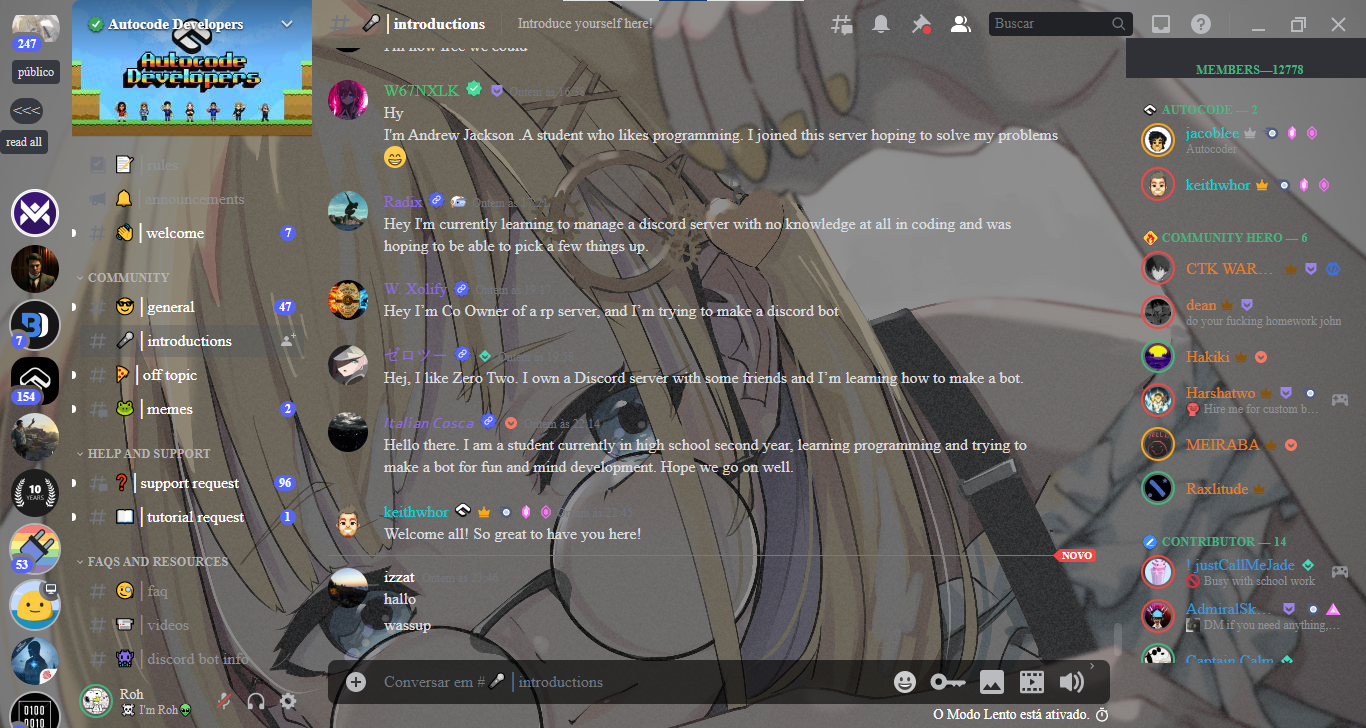 247
público
<<<
read all
7
154
10
YEARS
53
0100
0010
Autocode Developers
Autocode
Developers
rules
announcements
welcome 7
COMMUNITY
general 47
introductions
off topic
memes 2
HELP AND SUPPORT
support request 96
tutorial request 1
FAQS AND RESOURCES
faq
videos
discord bot info
Roh
☠️ I'm Roh👽
# 🎤 | introductions
Introduce yourself here!
Buscar
I'm now free we could
W67NXLK Ontem às 16:38
Hy
I'm Andrew Jackson .A student who likes programming. I joined this server hoping to solve my problems
😄
Radix Ontem às 17:21
Hey I'm currently learning to manage a discord server with no knowledge at all in coding and was
hoping to be able to pick a few things up.
W. Xolify Ontem às 19:17
Hey I´m Co Owner of a rp server, and I´m trying to make a discord bot
ゼロツー Ontem às 19:58
Hej, I like Zero Two. I own a Discord server with some friends and I’m learning how to make a bot.
Italian Cosca Ontem às 22:14
Hello there. I am a student currently in high school second year, learning programming and trying to
make a bot for fun and mind development. Hope we go on well.
keithwhor Ontem às 22:45
Welcome all! So great to have you here!
NOVO
izzat Ontem às 23:46
hallo
wassup
Conversar em #🎤 | introductions
O Modo Lento está ativado.
MEMBERS—12778
AUTOCODE — 2
jacoblee
Autocoder
keithwhor
COMMUNITY HERO — 6
CTK WAR...
dean
do your fucking homework john
Hakiki
Harshatwo
Hire me for custom b...
MEIRABA
Raxlitude
CONTRIBUTOR — 14
! justCallMeJade
🚫 Busy with school work
AdmiralSk...
DM if you need anything,...
Captain Calm